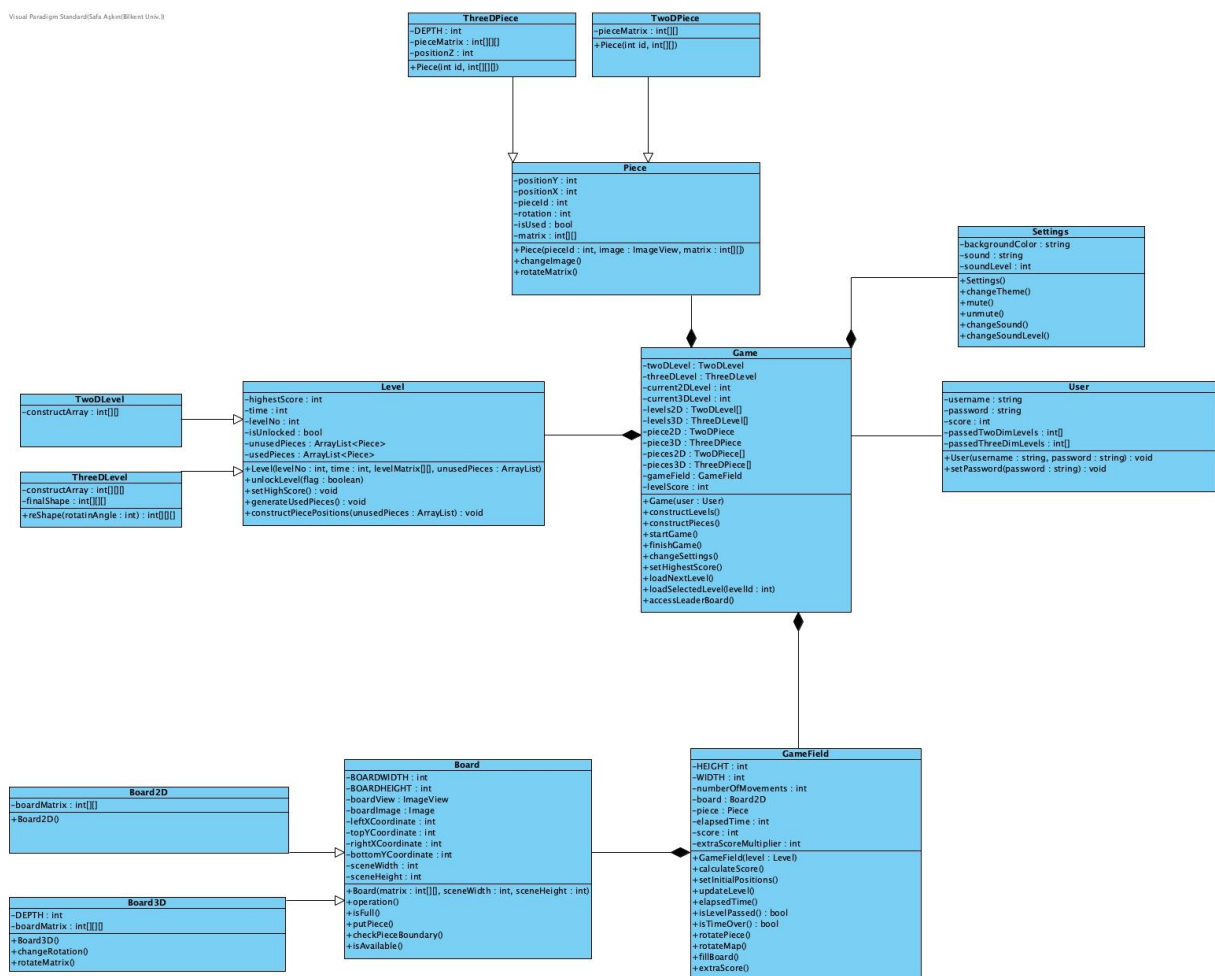 Visual Paradigm Standard(Safa Aşkın(Bilkent Univ.))
ThreeDPiece
-DEPTH : int
-pieceMatrix : int[][][]
-positionZ : int
+Piece(int id, int[][][])
TwoDPiece
-pieceMatrix : int[][]
+Piece(int id, int[][])
Piece
-positionY : int
-positionX : int
-pieceId : int
-rotation : int
-isUsed : bool
-matrix : int[][]
+Piece(pieceId : int, image : ImageView, matrix : int[][])
+changeImage()
+rotateMatrix()
Settings
-backgroundColor : string
-sound : string
-soundLevel : int
+Settings()
+changeTheme()
+mute()
+unmute()
+changeSound()
+changeSoundLevel()
Game
-twoDLevel : TwoDLevel
-threeDLevel : ThreeDLevel
-current2DLevel : int
-current3DLevel : int
-levels2D : TwoDLevel[]
-levels3D : ThreeDLevel[]
-piece2D : TwoDPiece
-piece3D : ThreeDPiece
-pieces2D : TwoDPiece[]
-pieces3D : ThreeDPiece[]
-gameField : GameField
-levelScore : int
+Game(user : User)
+constructLevels()
+constructPieces()
+startGame()
+finishGame()
+changeSettings()
+setHighestScore()
+loadNextLevel()
+loadSelectedLevel(levelId : int)
+accessLeaderBoard()
User
-username : string
-password : string
-score : int
-passedTwoDimLevels : int[]
-passedThreeDimLevels : int[]
+User(username : string, password : string) : void
+setPassword(password : string) : void
Level
-highestScore : int
-time : int
-levelNo : int
-isUnlocked : bool
-unusedPieces : ArrayList<Piece>
-usedPieces : ArrayList<Piece>
+Level(levelNo : int, time : int, levelMatrix[][], unusedPieces : ArrayList)
+unlockLevel(flag : boolean)
+setHighScore() : void
+generateUsedPieces() : void
+constructPiecePositions(unusedPieces : ArrayList) : void
TwoDLevel
-constructArray : int[][]
ThreeDLevel
-constructArray : int[][][]
-finalShape : int[][][]
+reShape(rotatinAngle : int) : int[][][]
GameField
-HEIGHT : int
-WIDTH : int
-numberOfMovements : int
-board : Board2D
-piece : Piece
-elapsedTime : int
-score : int
-extraScoreMultiplier : int
+GameField(level : Level)
+calculateScore()
+setInitialPositions()
+updateLevel()
+elapsedTime()
+isLevelPassed() : bool
+isTimeOver() : bool
+rotatePiece()
+rotateMap()
+fillBoard()
+extraScore()
Board
-BOARDWIDTH : int
-BOARDHEIGHT : int
-boardView : ImageView
-boardImage : Image
-leftXCoordinate : int
-topYCoordinate : int
-rightXCoordinate : int
-bottomYCoordinate : int
-sceneWidth : int
-sceneHeight : int
+Board(matrix : int[][], sceneWidth : int, sceneHeight : int)
+operation()
+isFull()
+putPiece()
+checkPieceBoundary()
+isAvailable()
Board2D
-boardMatrix : int[][]
+Board2D()
Board3D
-DEPTH : int
-boardMatrix : int[][][]
+Board3D()
+changeRotation()
+rotateMatrix()